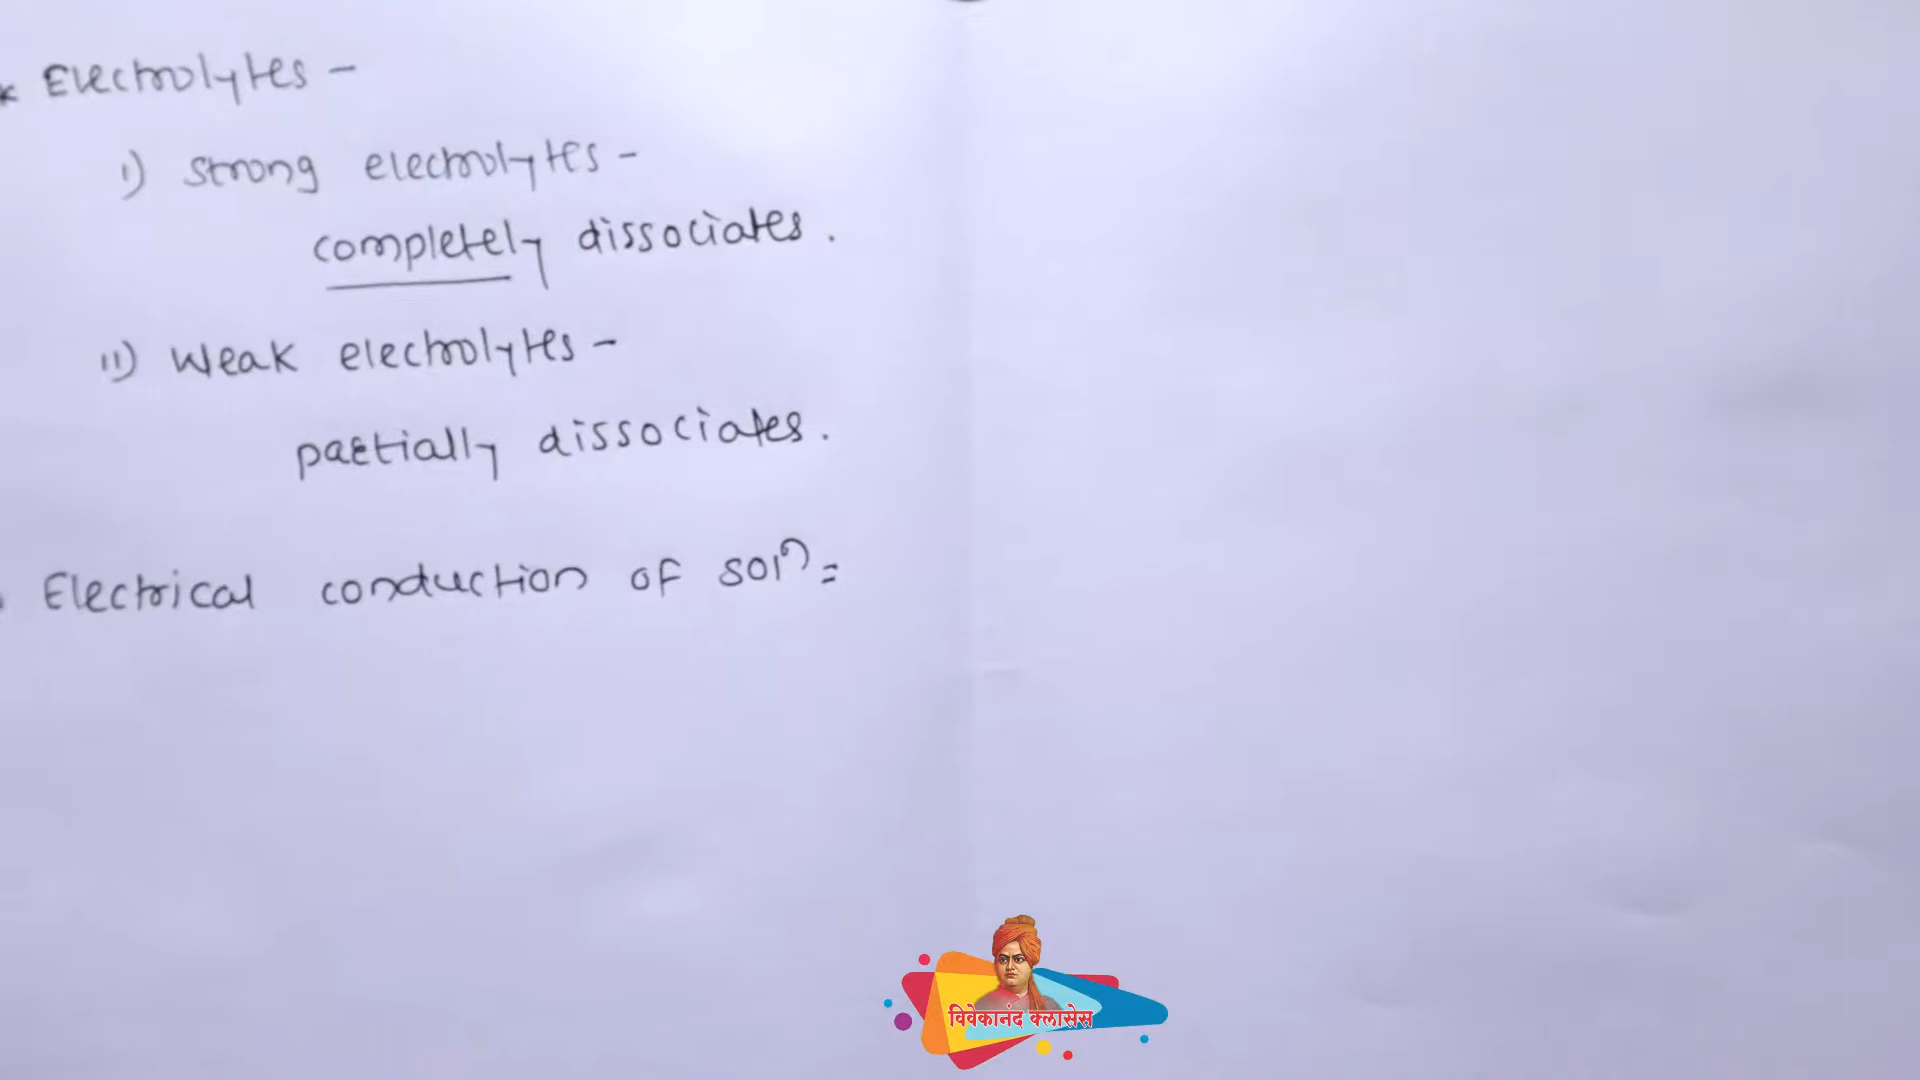 * Electrolytes -
i) strong electrolytes -
completely dissociates.
ii) Weak electrolytes -
partially dissociates.
Electrical conduction of solⁿ =
विवेकानंद क्लासेस